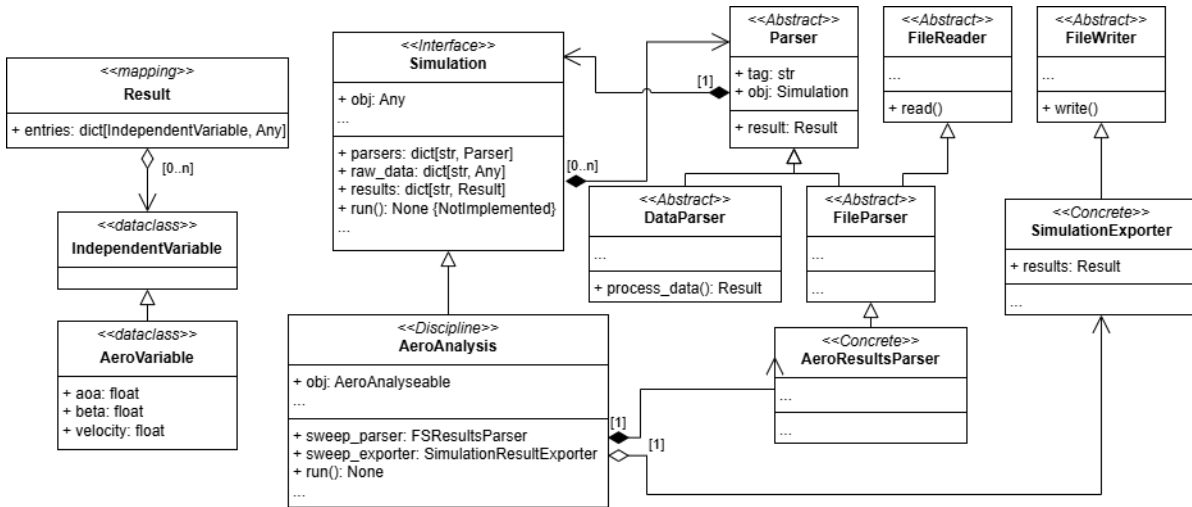 <<mapping>>
Result
+ entries: dict[IndependentVariable, Any]
[0..n]
<<dataclass>>
IndependentVariable
<<dataclass>>
AeroVariable
+ aoa: float
+ beta: float
+ velocity: float
<<Interface>>
Simulation
+ obj: Any
...
+ parsers: dict[str, Parser]
+ raw_data: dict[str, Any]
+ results: dict[str, Result]
+ run(): None {NotImplemented}
...
[0..n]
[1]
<<Discipline>>
AeroAnalysis
+ obj: AeroAnalyseable
...
+ sweep_parser: FSResultsParser
+ sweep_exporter: SimulationResultExporter
+ run(): None
...
[1]
[1]
<<Abstract>>
Parser
+ tag: str
+ obj: Simulation
+ result: Result
<<Abstract>>
DataParser
...
+ process_data(): Result
<<Abstract>>
FileReader
...
+ read()
<<Abstract>>
FileParser
...
...
<<Concrete>>
AeroResultsParser
...
...
<<Abstract>>
FileWriter
...
+ write()
<<Concrete>>
SimulationExporter
+ results: Result
...